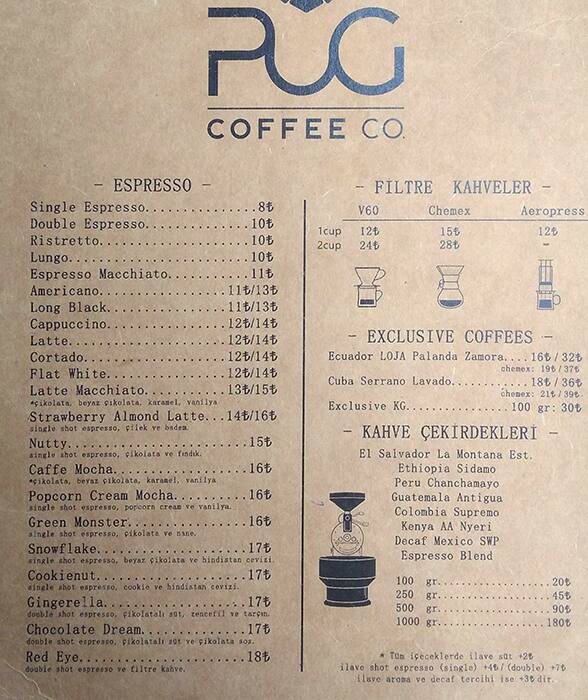 PUG
COFFEE CO.
- ESPRESSO -
Single Espresso..............8₺
Double Espresso.............10₺
Ristretto...................10₺
Lungo.......................10₺
Espresso Macchiato..........11₺
Americano................11₺/13₺
Long Black...............11₺/13₺
Cappuccino...............12₺/14₺
Latte....................12₺/14₺
Cortado..................12₺/14₺
Flat White...............12₺/14₺
Latte Macchiato..........13₺/15₺
*çikolata, beyaz çikolata, karamel, vanilya
Strawberry Almond Latte...14₺/16₺
single shot espresso, çilek ve badem.
Nutty.......................15₺
single shot espresso, çikolata ve fındık.
Caffe Mocha.................16₺
*çikolata, beyaz çikolata, karamel, vanilya
Popcorn Cream Mocha.........16₺
single shot espresso, popcorn cream ve vanilya.
Green Monster...............16₺
single shot espresso, çikolata ve nane.
Snowflake...................17₺
single shot espresso, beyaz çikolata ve hindistan cevizi.
Cookienut...................17₺
single shot espresso, cookie ve hindistan cevizi.
Gingerella..................17₺
double shot espresso, çikolatalı süt, zencefil ve tarçın.
Chocolate Dream.............17₺
double shot espresso, çikolatalı süt ve çikolata sos.
Red Eye.....................18₺
double shot espresso ve filtre kahve.
- FILTRE KAHVELER -
V60 Chemex Aeropress
1cup 12₺ 15₺ 12₺
2cup 24₺ 28₺ -
- EXCLUSIVE COFFEES -
Ecuador LOJA Palanda Zamora....16₺/32₺
chemex: 19₺/37₺
Cuba Serrano Lavado............18₺/36₺
chemex: 21₺/39₺
Exclusive KG...............100 gr: 30₺
- KAHVE ÇEKİRDEKLERİ -
El Salvador La Montana Est.
Ethiopia Sidamo
Peru Chanchamayo
Guatemala Antigua
Colombia Supremo
Kenya AA Nyeri
Decaf Mexico SWP
Espresso Blend
100 gr....................20₺
250 gr....................45₺
500 gr....................90₺
1000 gr..................180₺
* Tüm içeceklerde ilave süt +2₺
ilave shot espresso (single) +4₺/(double) +7₺
ilave aroma ve decaf tercihi ise +3₺ dir.